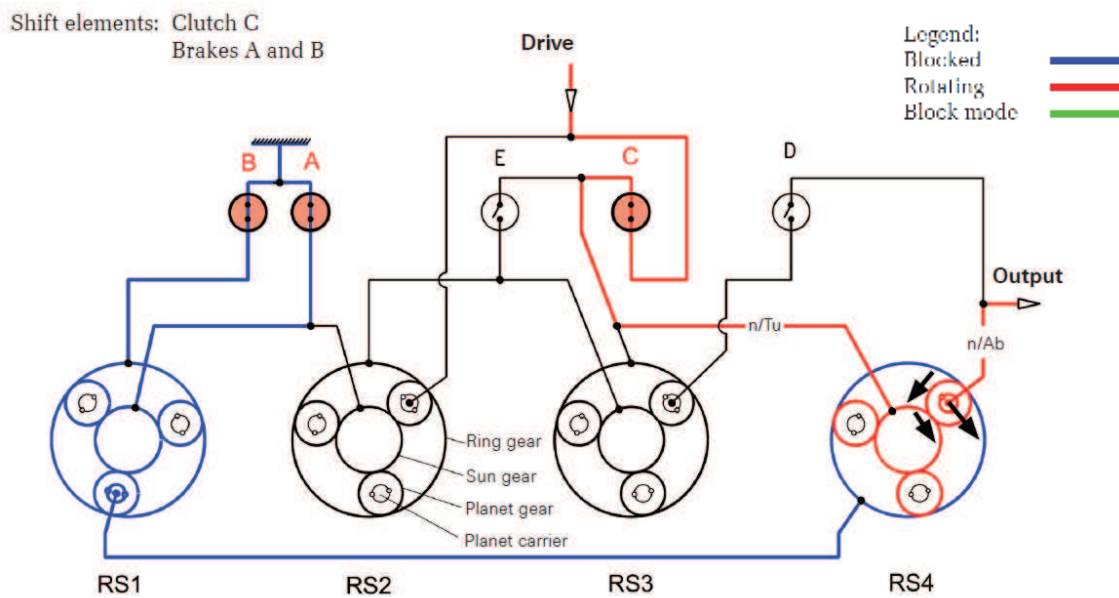 Shift elements: Clutch C
Brakes A and B
Drive
Legend:
Blocked
Rotating
Block mode
B
A
E
C
D
Output
n/Tu
n/Ab
Ring gear
Sun gear
Planet gear
Planet carrier
RS1
RS2
RS3
RS4